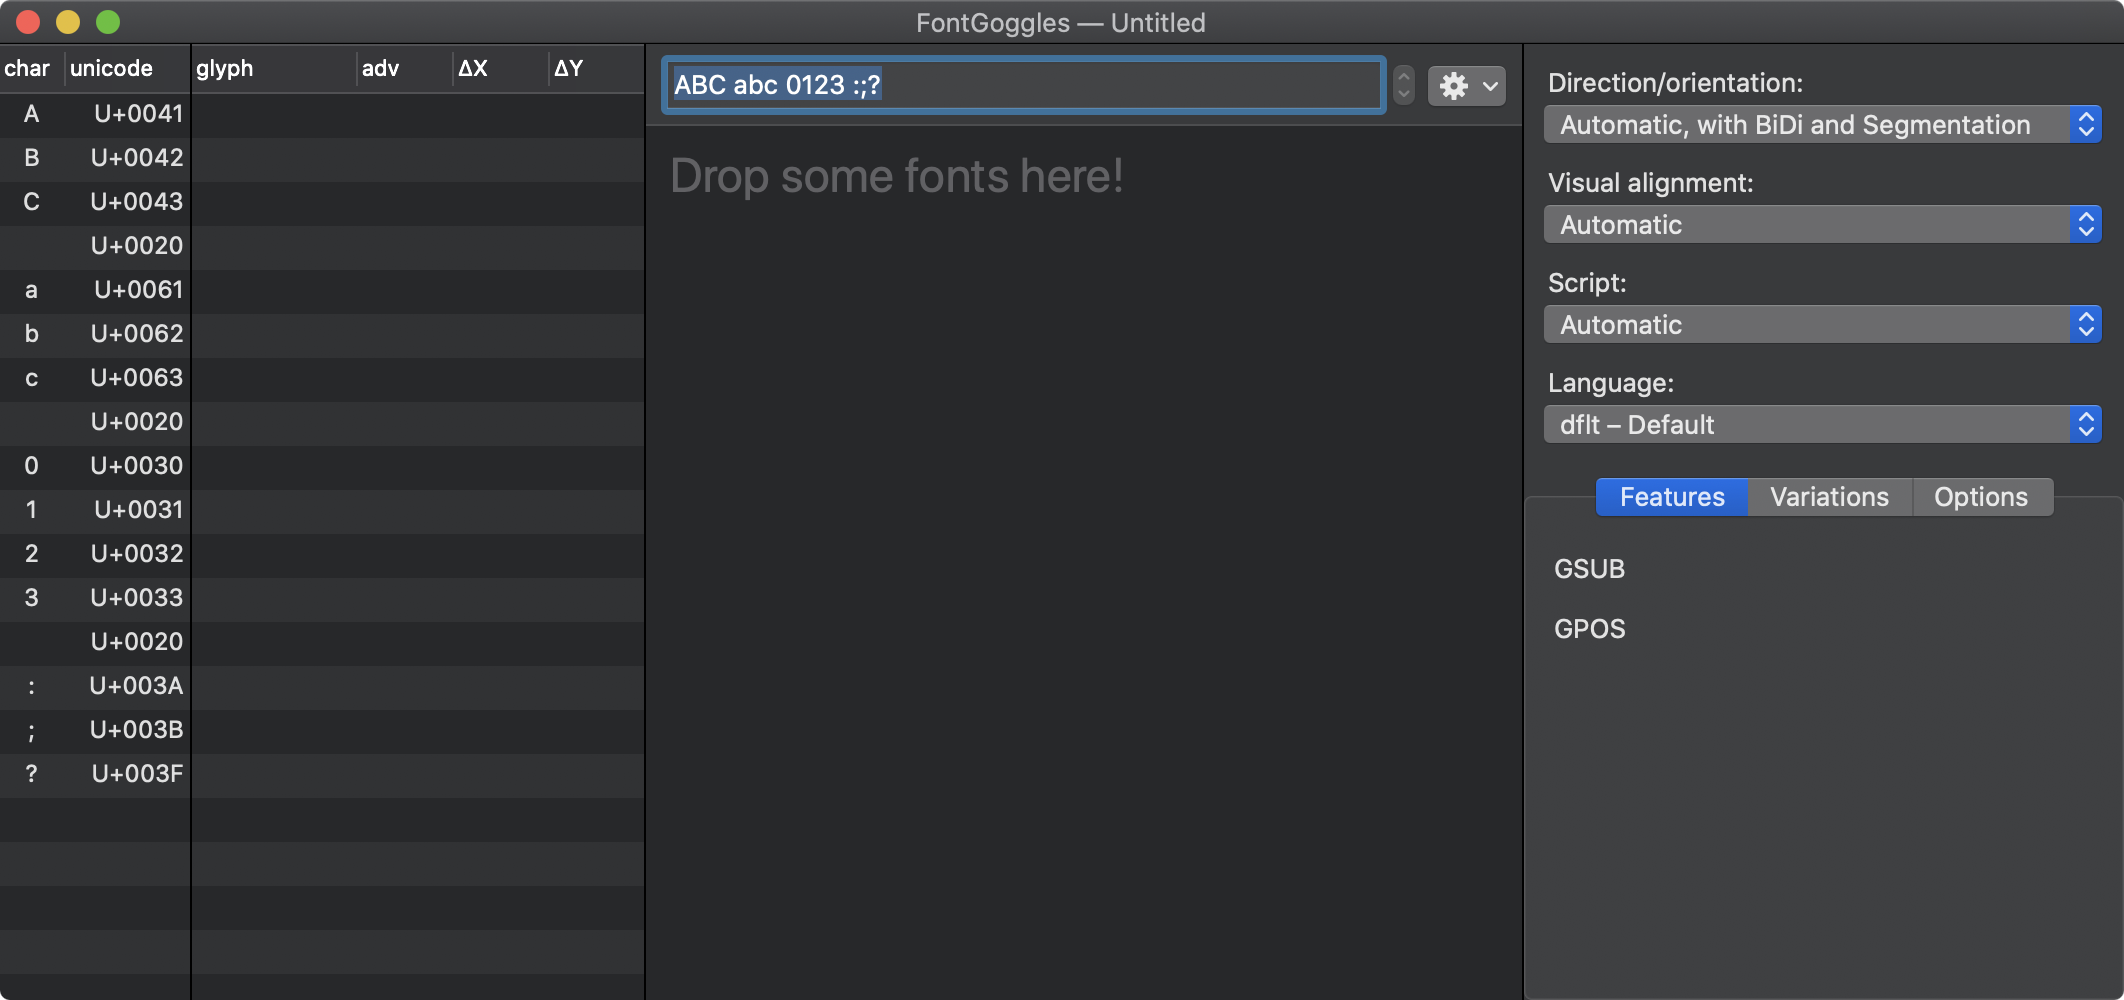 FontGoggles — Untitled
char unicode glyph adv ΔX ΔY
A U+0041
B U+0042
C U+0043
U+0020
a U+0061
b U+0062
c U+0063
U+0020
0 U+0030
1 U+0031
2 U+0032
3 U+0033
U+0020
: U+003A
; U+003B
? U+003F
ABC abc 0123 :;?
Drop some fonts here!
Direction/orientation:
Automatic, with BiDi and Segmentation
Visual alignment:
Automatic
Script:
Automatic
Language:
dflt – Default
Features Variations Options
GSUB
GPOS